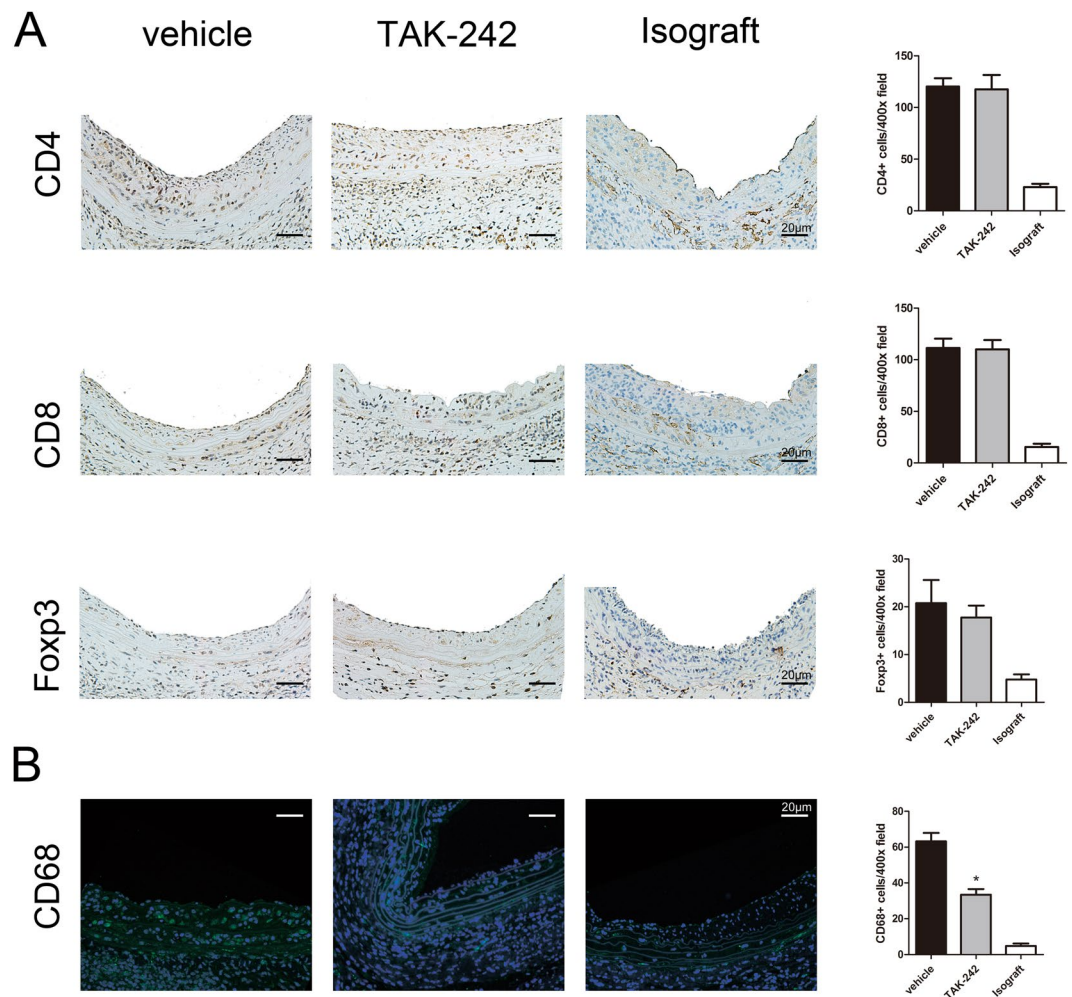 A
vehicle
TAK-242
Isograft
CD4
20μm
CD4+ cells/400x field
150
100
50
0
vehicle
TAK-242
Isograft
CD8
20μm
CD8+ cells/400x field
150
100
50
0
vehicle
TAK-242
Isograft
Foxp3
20μm
Foxp3+ cells/400x field
30
20
10
0
vehicle
TAK-242
Isograft
B
CD68
20μm
CD68+ cells/400x field
80
60
40
20
0
*
vehicle
TAK-242
Isograft